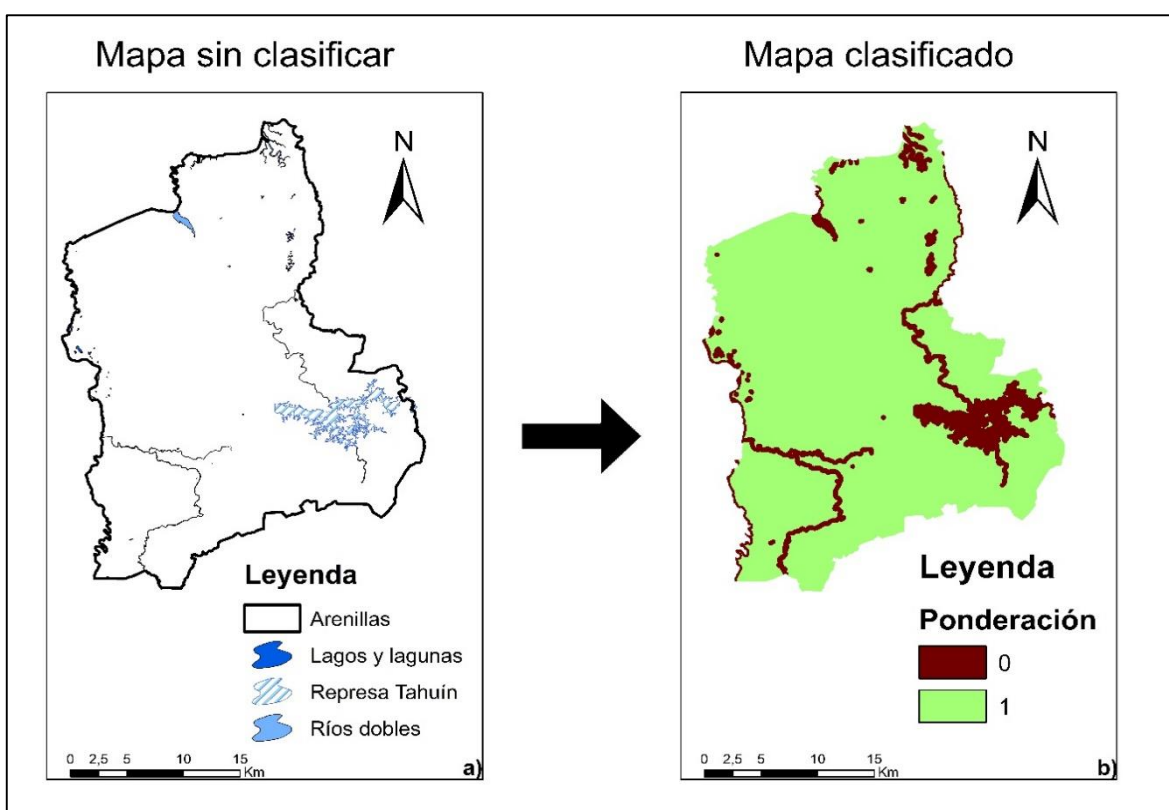 Mapa sin clasificar
N
Leyenda
Arenillas
Lagos y lagunas
Represa Tahuín
Ríos dobles
0 2,5 5 10 15
Km
a)
Mapa clasificado
N
Leyenda
Ponderación
0
1
0 2,5 5 10 15
Km
b)